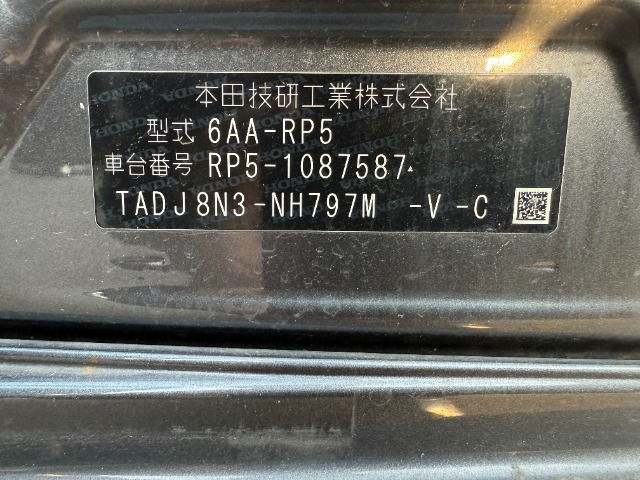 本田技研工業株式会社
型式 6AA-RP5
車台番号 RP5-1087587
TADJ8N3-NH797M -V -C